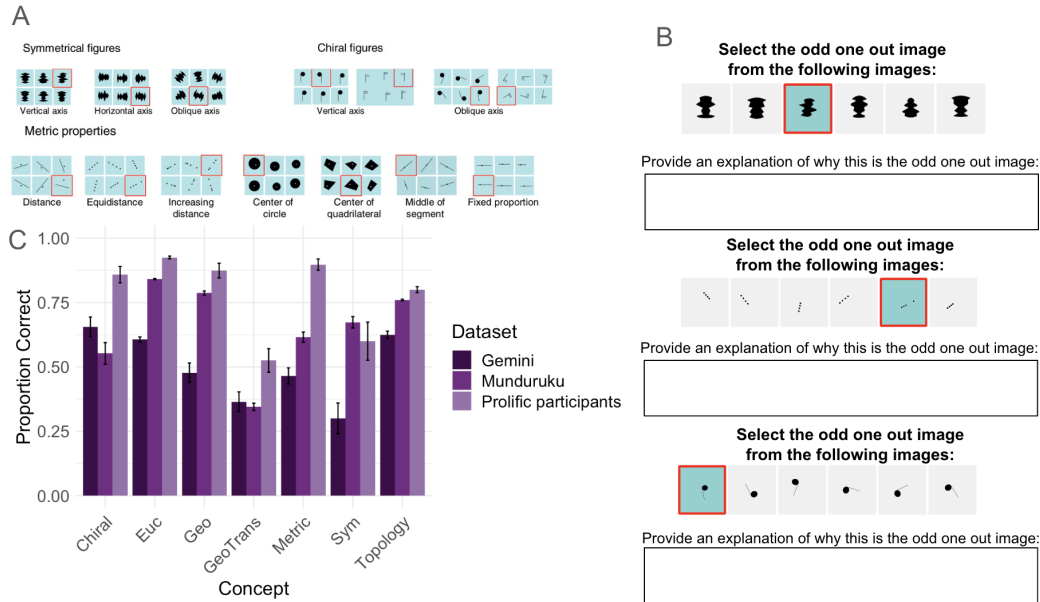 A
Symmetrical figures
Chiral figures
Vertical axis
Horizontal axis
Oblique axis
Vertical axis
Oblique axis
Metric properties
Distance
Equidistance
Increasing
distance
Center of
circle
Center of
quadrilateral
Middle of
segment
Fixed proportion
B
Select the odd one out image
from the following images:
Provide an explanation of why this is the odd one out image:
Select the odd one out image
from the following images:
Provide an explanation of why this is the odd one out image:
Select the odd one out image
from the following images:
Provide an explanation of why this is the odd one out image:
C
Proportion Correct
1.00
0.75
0.50
0.25
0.00
Chiral
Euc
Geo
GeoTrans
Metric
Sym
Topology
Concept
Dataset
Gemini
Munduruku
Prolific participants